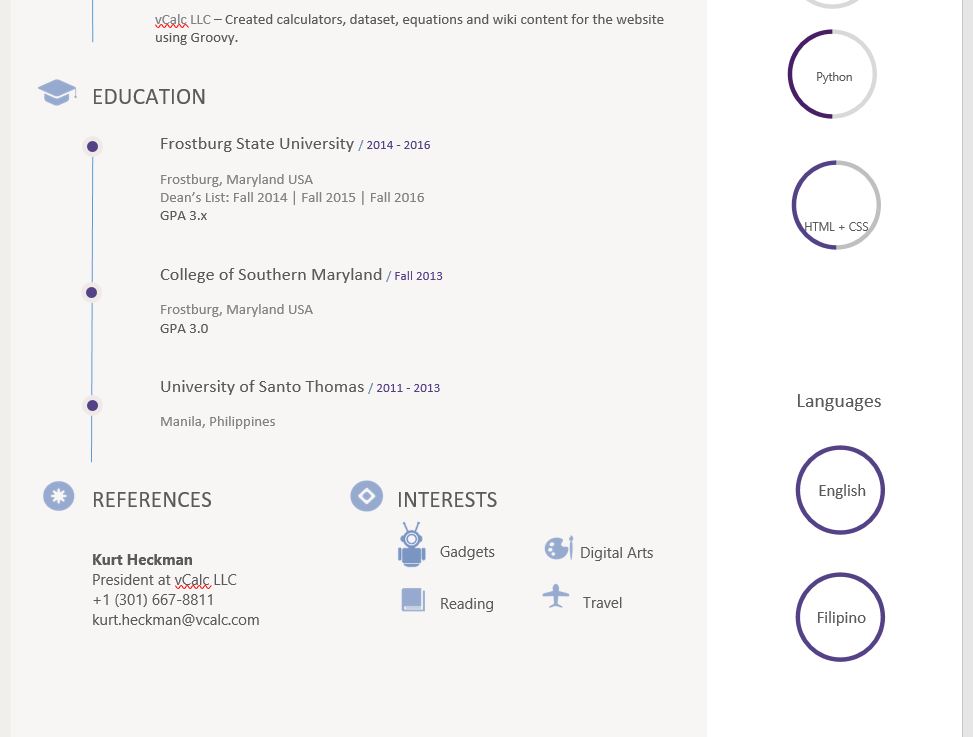 vCalc LLC – Created calculators, dataset, equations and wiki content for the website
using Groovy.
EDUCATION
Frostburg State University / 2014 - 2016
Frostburg, Maryland USA
Dean's List: Fall 2014 | Fall 2015 | Fall 2016
GPA 3.x
College of Southern Maryland / Fall 2013
Frostburg, Maryland USA
GPA 3.0
University of Santo Thomas / 2011 - 2013
Manila, Philippines
REFERENCES
Kurt Heckman
President at vCalc LLC
+1 (301) 667-8811
kurt.heckman@vcalc.com
INTERESTS
Gadgets
Digital Arts
Reading
Travel
Python
HTML + CSS
Languages
English
Filipino